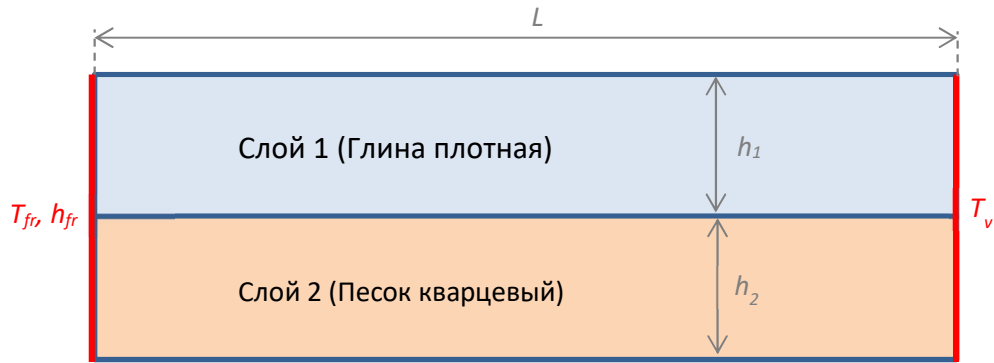 L
Слой 1 (Глина плотная)
h1
Tfr, hfr
Tv
Слой 2 (Песок кварцевый)
h2